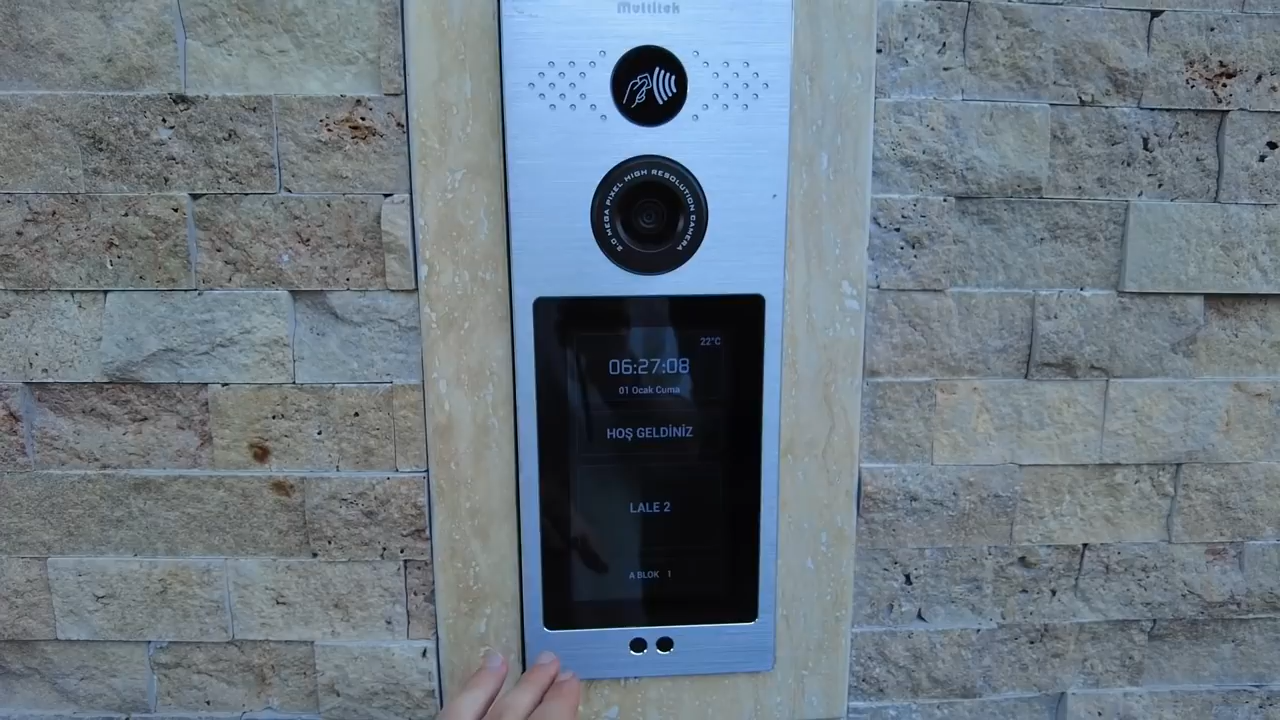 Multitek
2.0 MEGA PIXEL HIGH RESOLUTION CAMERA
22°C
06:27:08
01 Ocak Cuma
HOŞ GELDİNİZ
LALE 2
A BLOK 1